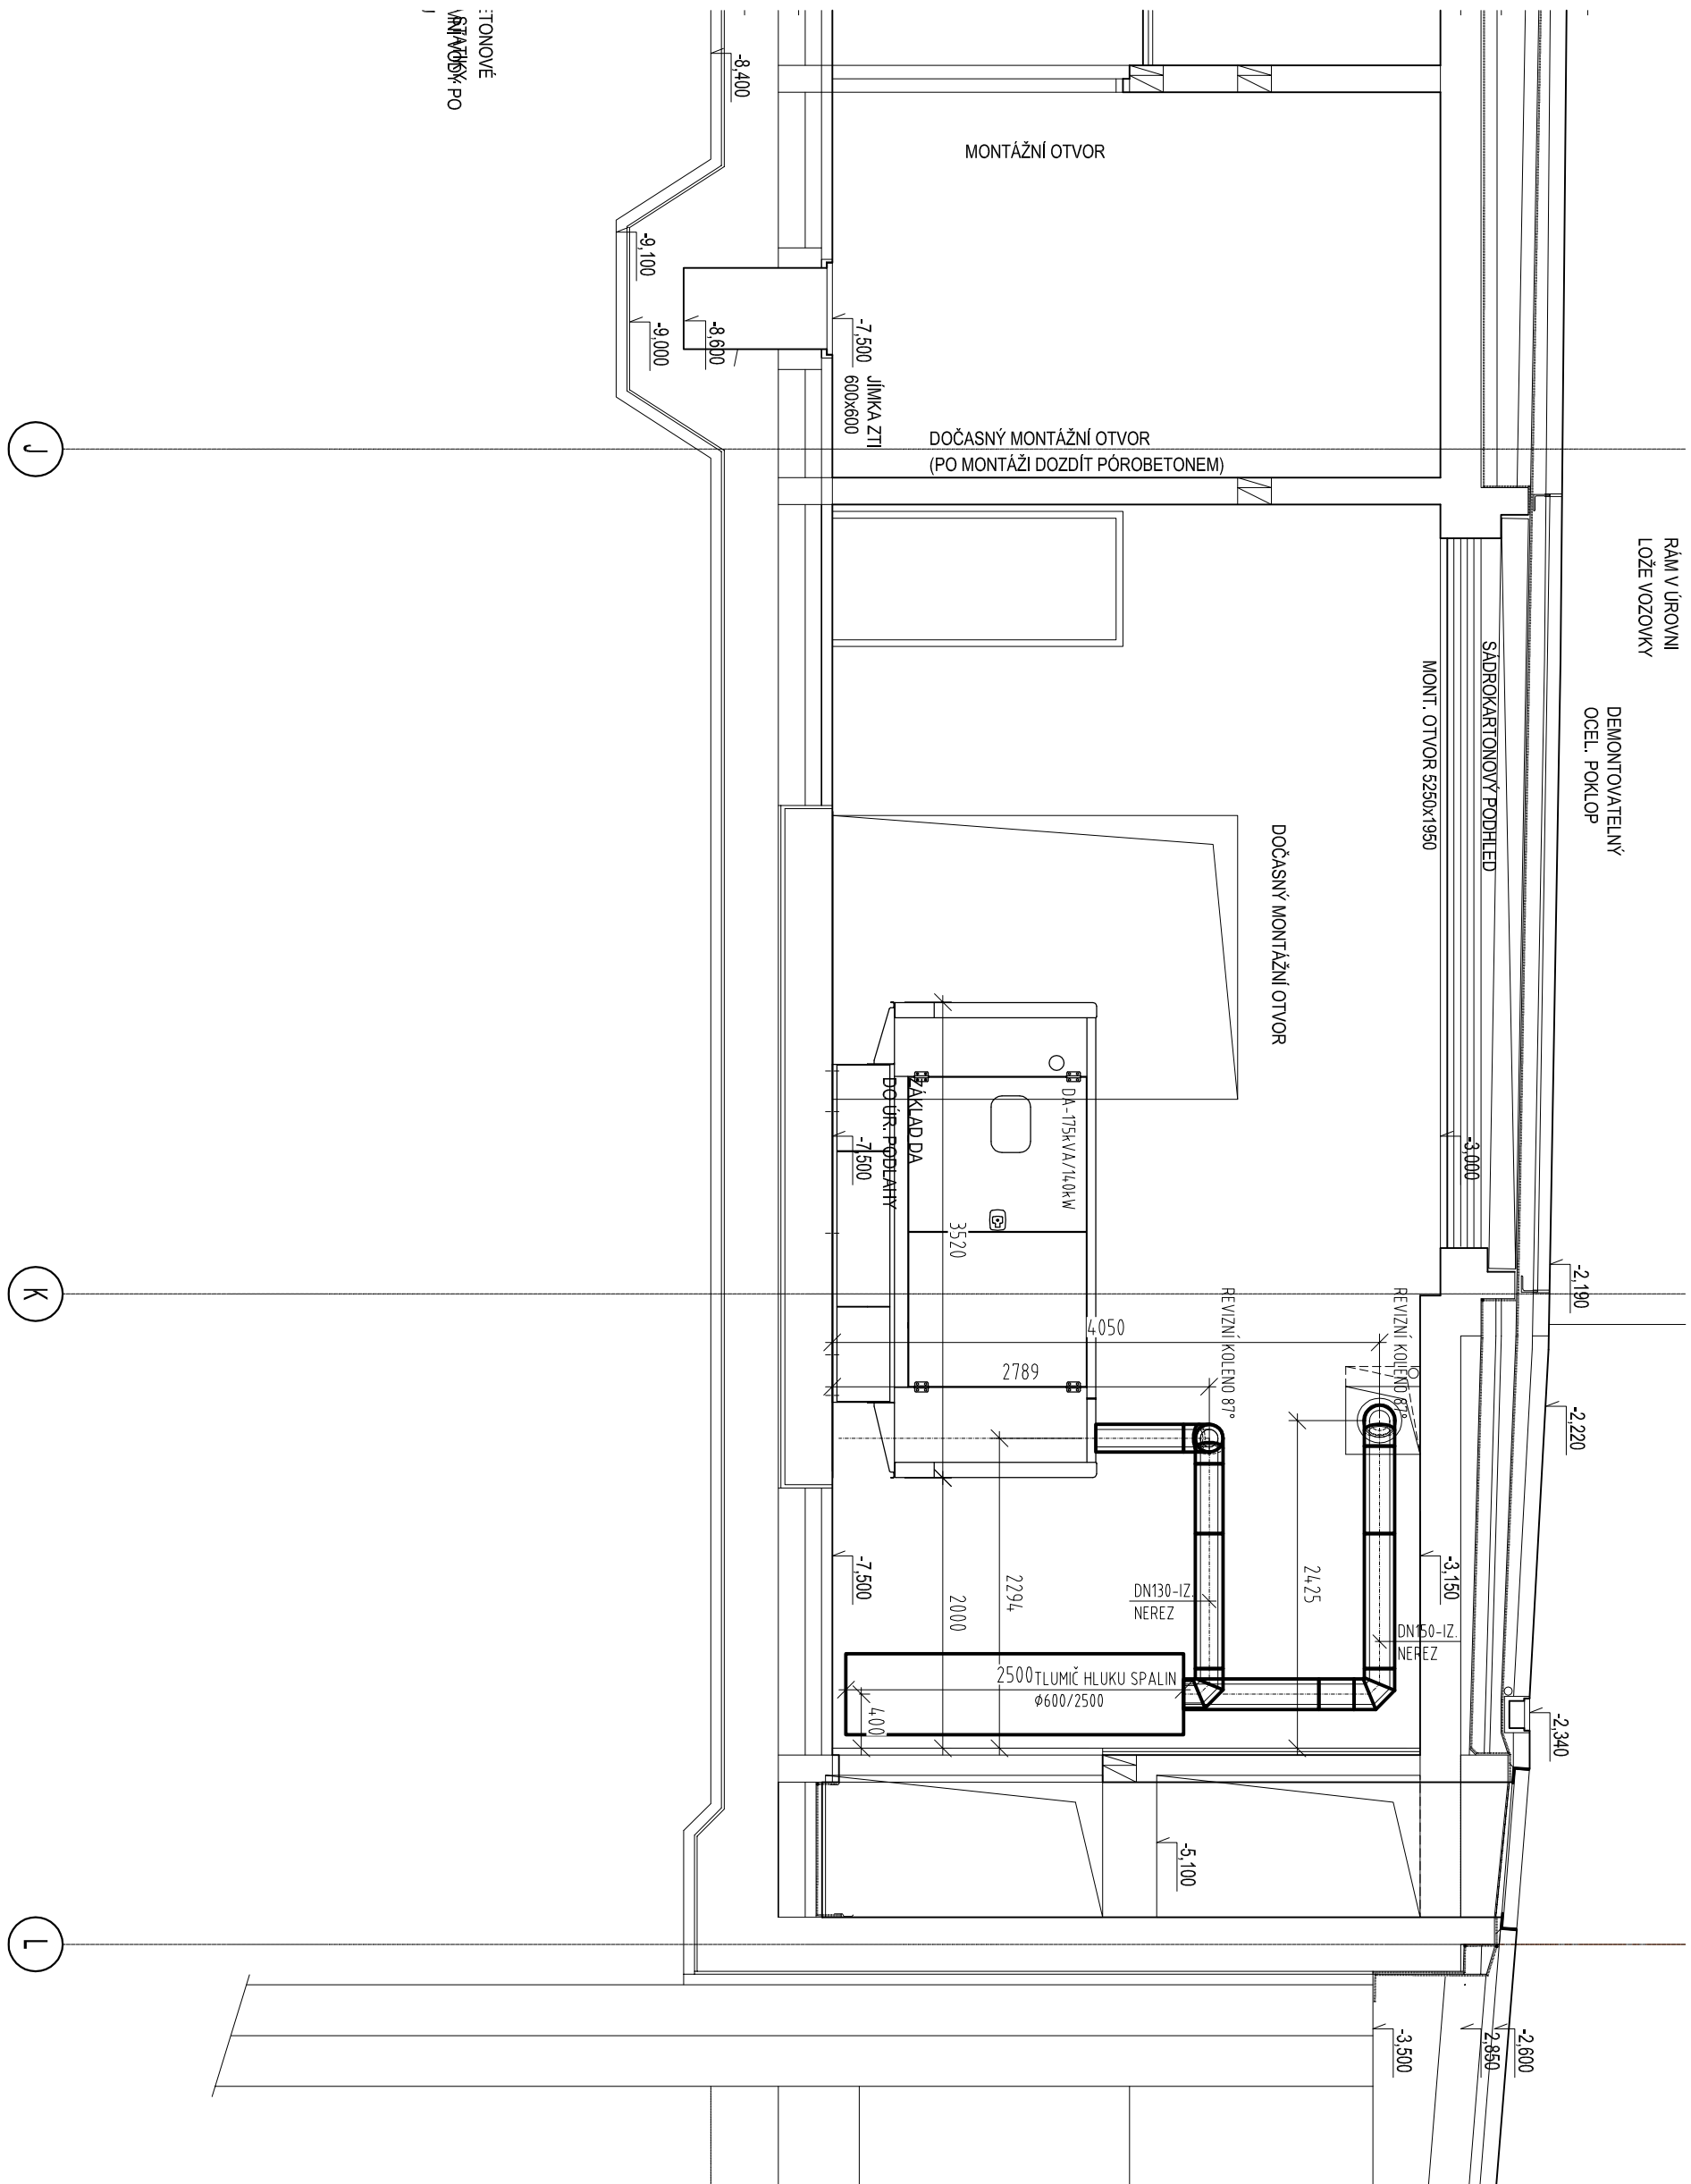 ETONOVÉ
STATIKY.
VNÍ VODY. PO
-8,400
MONTÁŽNÍ OTVOR
-9,100
-9,000
-8,600
-7,500
JÍMKA ZTI
600x600
DOČASNÝ MONTÁŽNÍ OTVOR
(PO MONTÁŽI DOZDÍT PÓROBETONEM)
J
RÁM V ÚROVNI
LOŽE VOZOVKY
DEMONTOVATELNÝ
OCEL. POKLOP
SÁDROKARTONOVÝ PODHLED
MONT. OTVOR 5250x1950
DOČASNÝ MONTÁŽNÍ OTVOR
DA-175kVA/140kW
ZÁKLAD DA
DO ÚR. PODLAHY
-7,500
-3,000
3520
K
-2,190
-2,220
REVIZNÍ KOLENO 87°
REVIZNÍ KOLENO 87°
4050
2789
-7,500
2294
2000
2425
-3,150
DN130-IZ.
NEREZ
DN150-IZ.
NEREZ
2500
TLUMIČ HLUKU SPALIN
Φ600/2500
400
-2,340
-5,100
L
-3,500
-2,850
-2,600